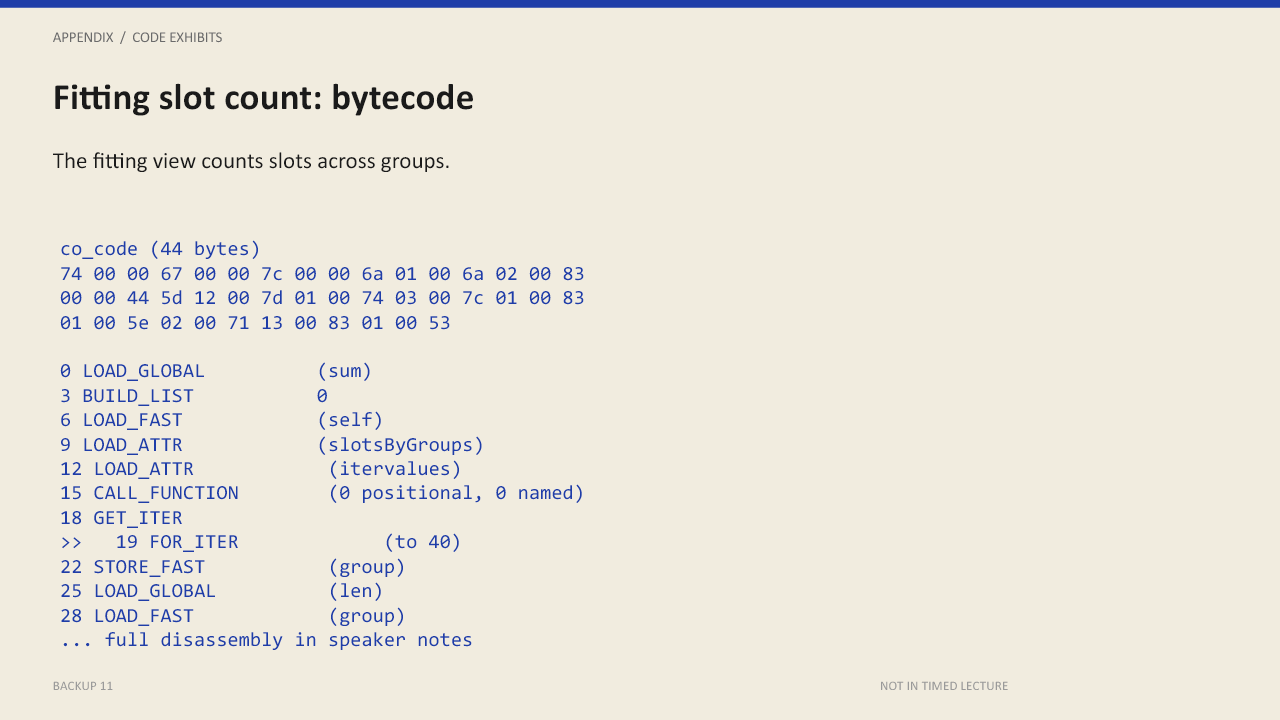 APPENDIX / CODE EXHIBITS
Fitting slot count: bytecode
The fitting view counts slots across groups.
co_code (44 bytes)
74 00 00 67 00 00 7c 00 00 6a 01 00 6a 02 00 83
00 00 44 5d 12 00 7d 01 00 74 03 00 7c 01 00 83
01 00 5e 02 00 71 13 00 83 01 00 53
0 LOAD_GLOBAL          (sum)
3 BUILD_LIST           0
6 LOAD_FAST            (self)
9 LOAD_ATTR            (slotsByGroups)
12 LOAD_ATTR            (itervalues)
15 CALL_FUNCTION        (0 positional, 0 named)
18 GET_ITER
>>   19 FOR_ITER             (to 40)
22 STORE_FAST           (group)
25 LOAD_GLOBAL          (len)
28 LOAD_FAST            (group)
... full disassembly in speaker notes
BACKUP 11
NOT IN TIMED LECTURE